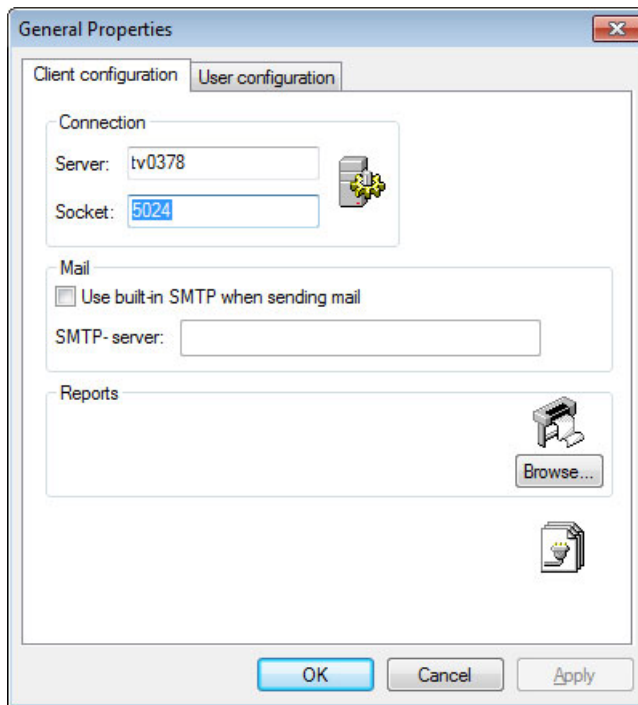 General Properties
Client configuration
User configuration
Connection
Server: tv0378
Socket: 5024
Mail
Use built-in SMTP when sending mail
SMTP- server:
Reports
Browse...
OK
Cancel
Apply